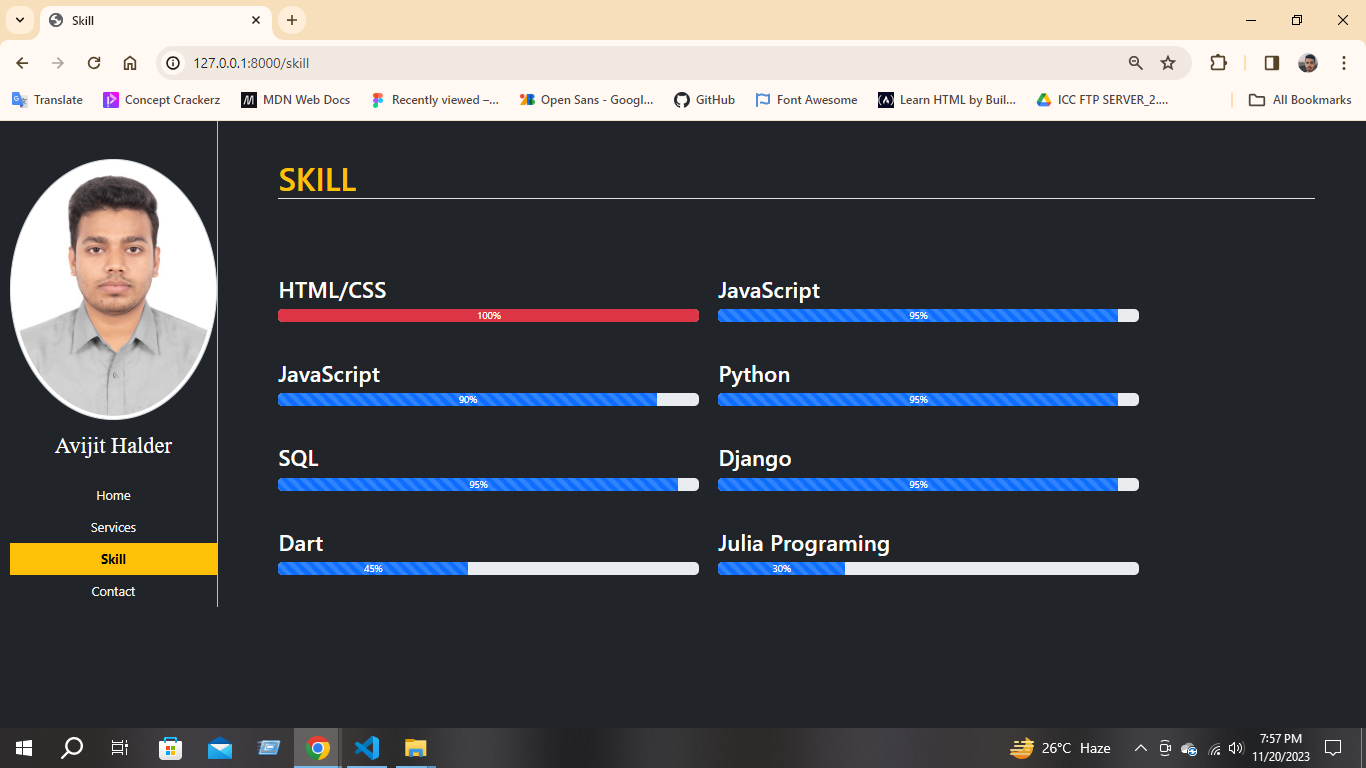 Skill
127.0.0.1:8000/skill
Translate
Concept Crackerz
MDN Web Docs
Recently viewed –...
Open Sans - Googl...
GitHub
Font Awesome
Learn HTML by Buil...
ICC FTP SERVER_2....
All Bookmarks
Avijit Halder
Home
Services
Skill
Contact
SKILL
HTML/CSS
100%
JavaScript
95%
JavaScript
90%
Python
95%
SQL
95%
Django
95%
Dart
45%
Julia Programing
30%
26°C Haze
7:57 PM
11/20/2023